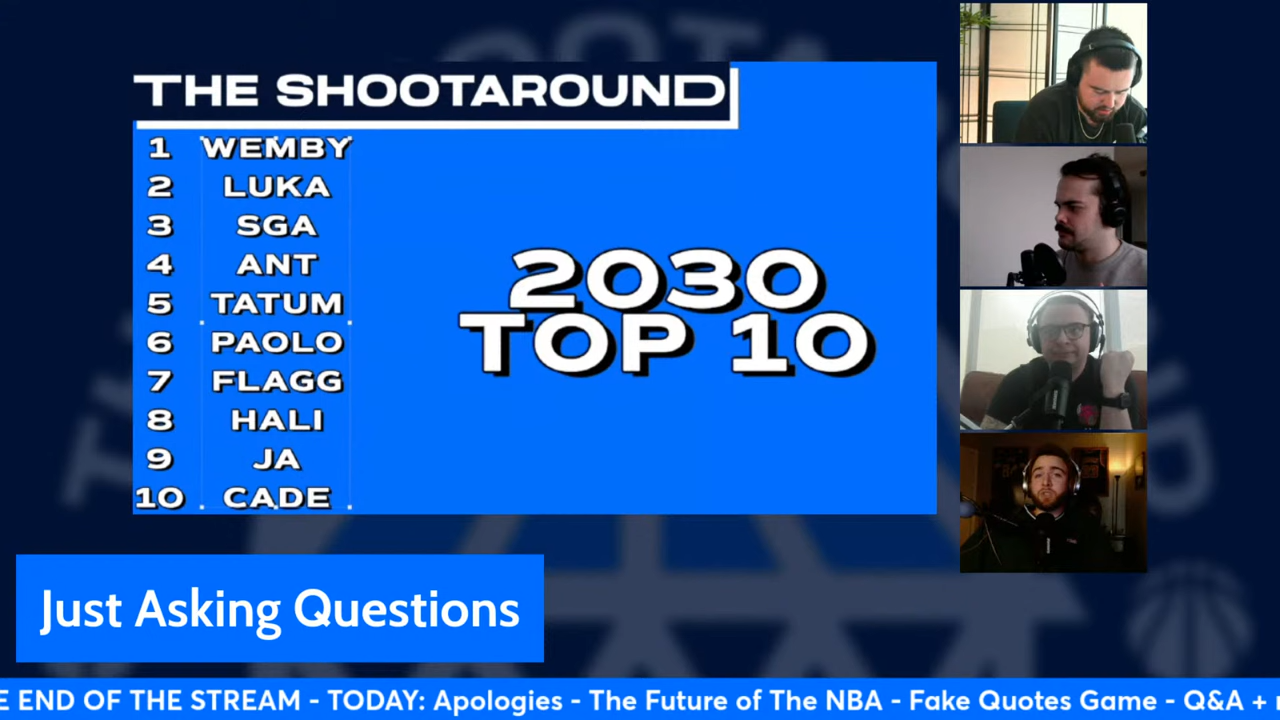 THE SHOOTAROUND
1 WEMBY
2 LUKA
3 SGA
4 ANT
5 TATUM
6 PAOLO
7 FLAGG
8 HALI
9 JA
10 CADE
2030
TOP 10
Just Asking Questions
E END OF THE STREAM - TODAY: Apologies - The Future of The NBA - Fake Quotes Game - Q&A +